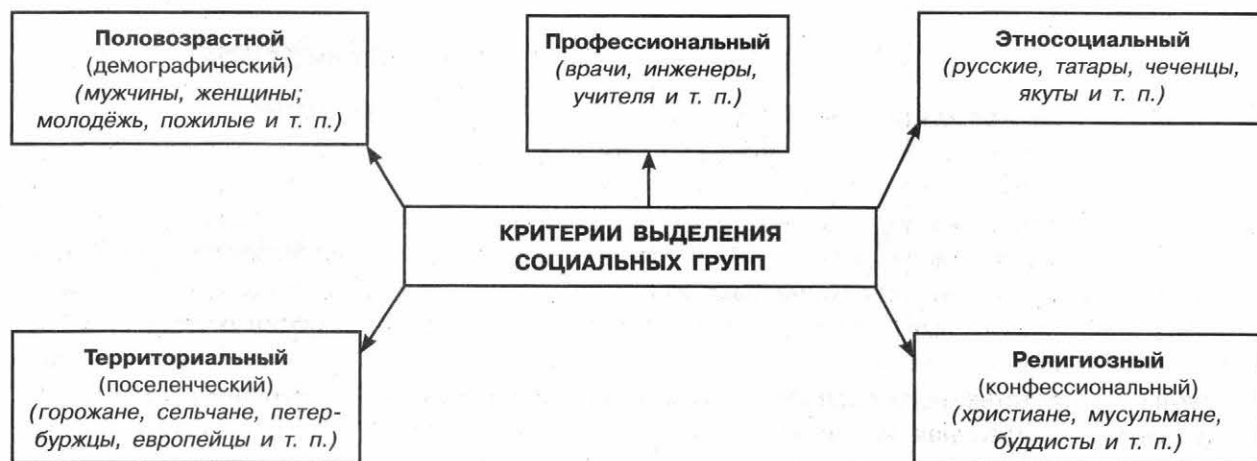 Половозрастной
(демографический)
(мужчины, женщины;
молодёжь, пожилые и т. п.)
Профессиональный
(врачи, инженеры,
учителя и т. п.)
Этносоциальный
(русские, татары, чеченцы,
якуты и т. п.)
КРИТЕРИИ ВЫДЕЛЕНИЯ
СОЦИАЛЬНЫХ ГРУПП
Территориальный
(поселенческий)
(горожане, сельчане, петер-
буржцы, европейцы и т. п.)
Религиозный
(конфессиональный)
(христиане, мусульмане,
буддисты и т. п.)